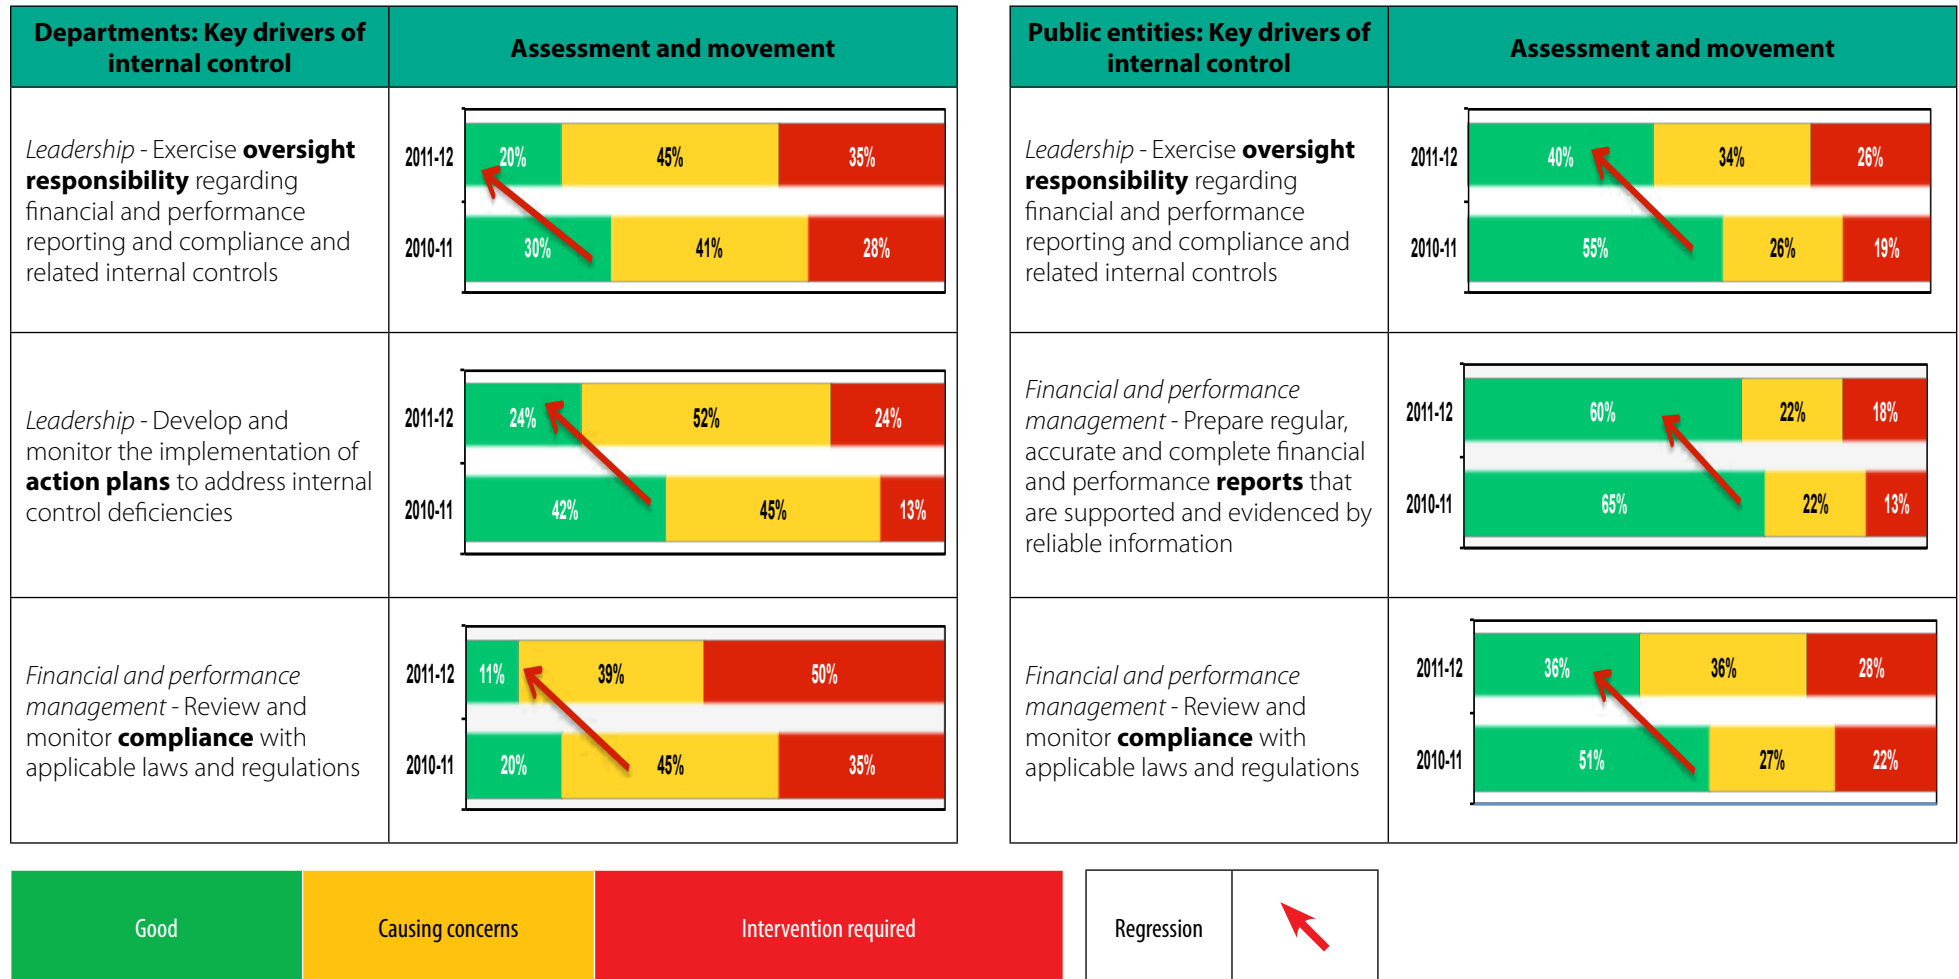 Departments: Key drivers of
internal control
Assessment and movement
Leadership - Exercise oversight
responsibility regarding
financial and performance
reporting and compliance and
related internal controls
2011-12 20% 45% 35%
2010-11 30% 41% 28%
Leadership - Develop and
monitor the implementation of
action plans to address internal
control deficiencies
2011-12 24% 52% 24%
2010-11 42% 45% 13%
Financial and performance
management - Review and
monitor compliance with
applicable laws and regulations
2011-12 11% 39% 50%
2010-11 20% 45% 35%
Public entities: Key drivers of
internal control
Assessment and movement
Leadership - Exercise oversight
responsibility regarding
financial and performance
reporting and compliance and
related internal controls
2011-12 40% 34% 26%
2010-11 55% 26% 19%
Financial and performance
management - Prepare regular,
accurate and complete financial
and performance reports that
are supported and evidenced by
reliable information
2011-12 60% 22% 18%
2010-11 65% 22% 13%
Financial and performance
management - Review and
monitor compliance with
applicable laws and regulations
2011-12 36% 36% 28%
2010-11 51% 27% 22%
Good
Causing concerns
Intervention required
Regression